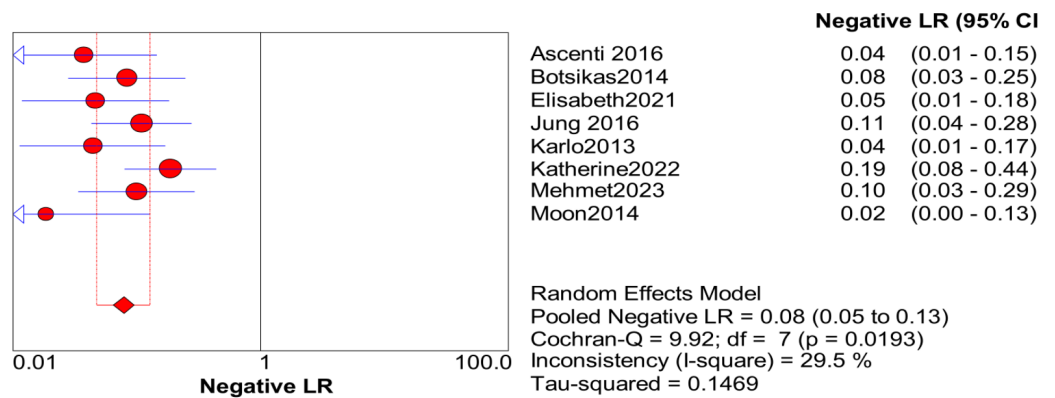 Negative LR (95% CI
Ascenti 2016 0.04 (0.01 - 0.15)
Botsikas2014 0.08 (0.03 - 0.25)
Elisabeth2021 0.05 (0.01 - 0.18)
Jung 2016 0.11 (0.04 - 0.28)
Karlo2013 0.04 (0.01 - 0.17)
Katherine2022 0.19 (0.08 - 0.44)
Mehmet2023 0.10 (0.03 - 0.29)
Moon2014 0.02 (0.00 - 0.13)
Random Effects Model
Pooled Negative LR = 0.08 (0.05 to 0.13)
Cochran-Q = 9.92; df = 7 (p = 0.0193)
Inconsistency (I-square) = 29.5 %
Tau-squared = 0.1469
0.01 1 100.0
Negative LR